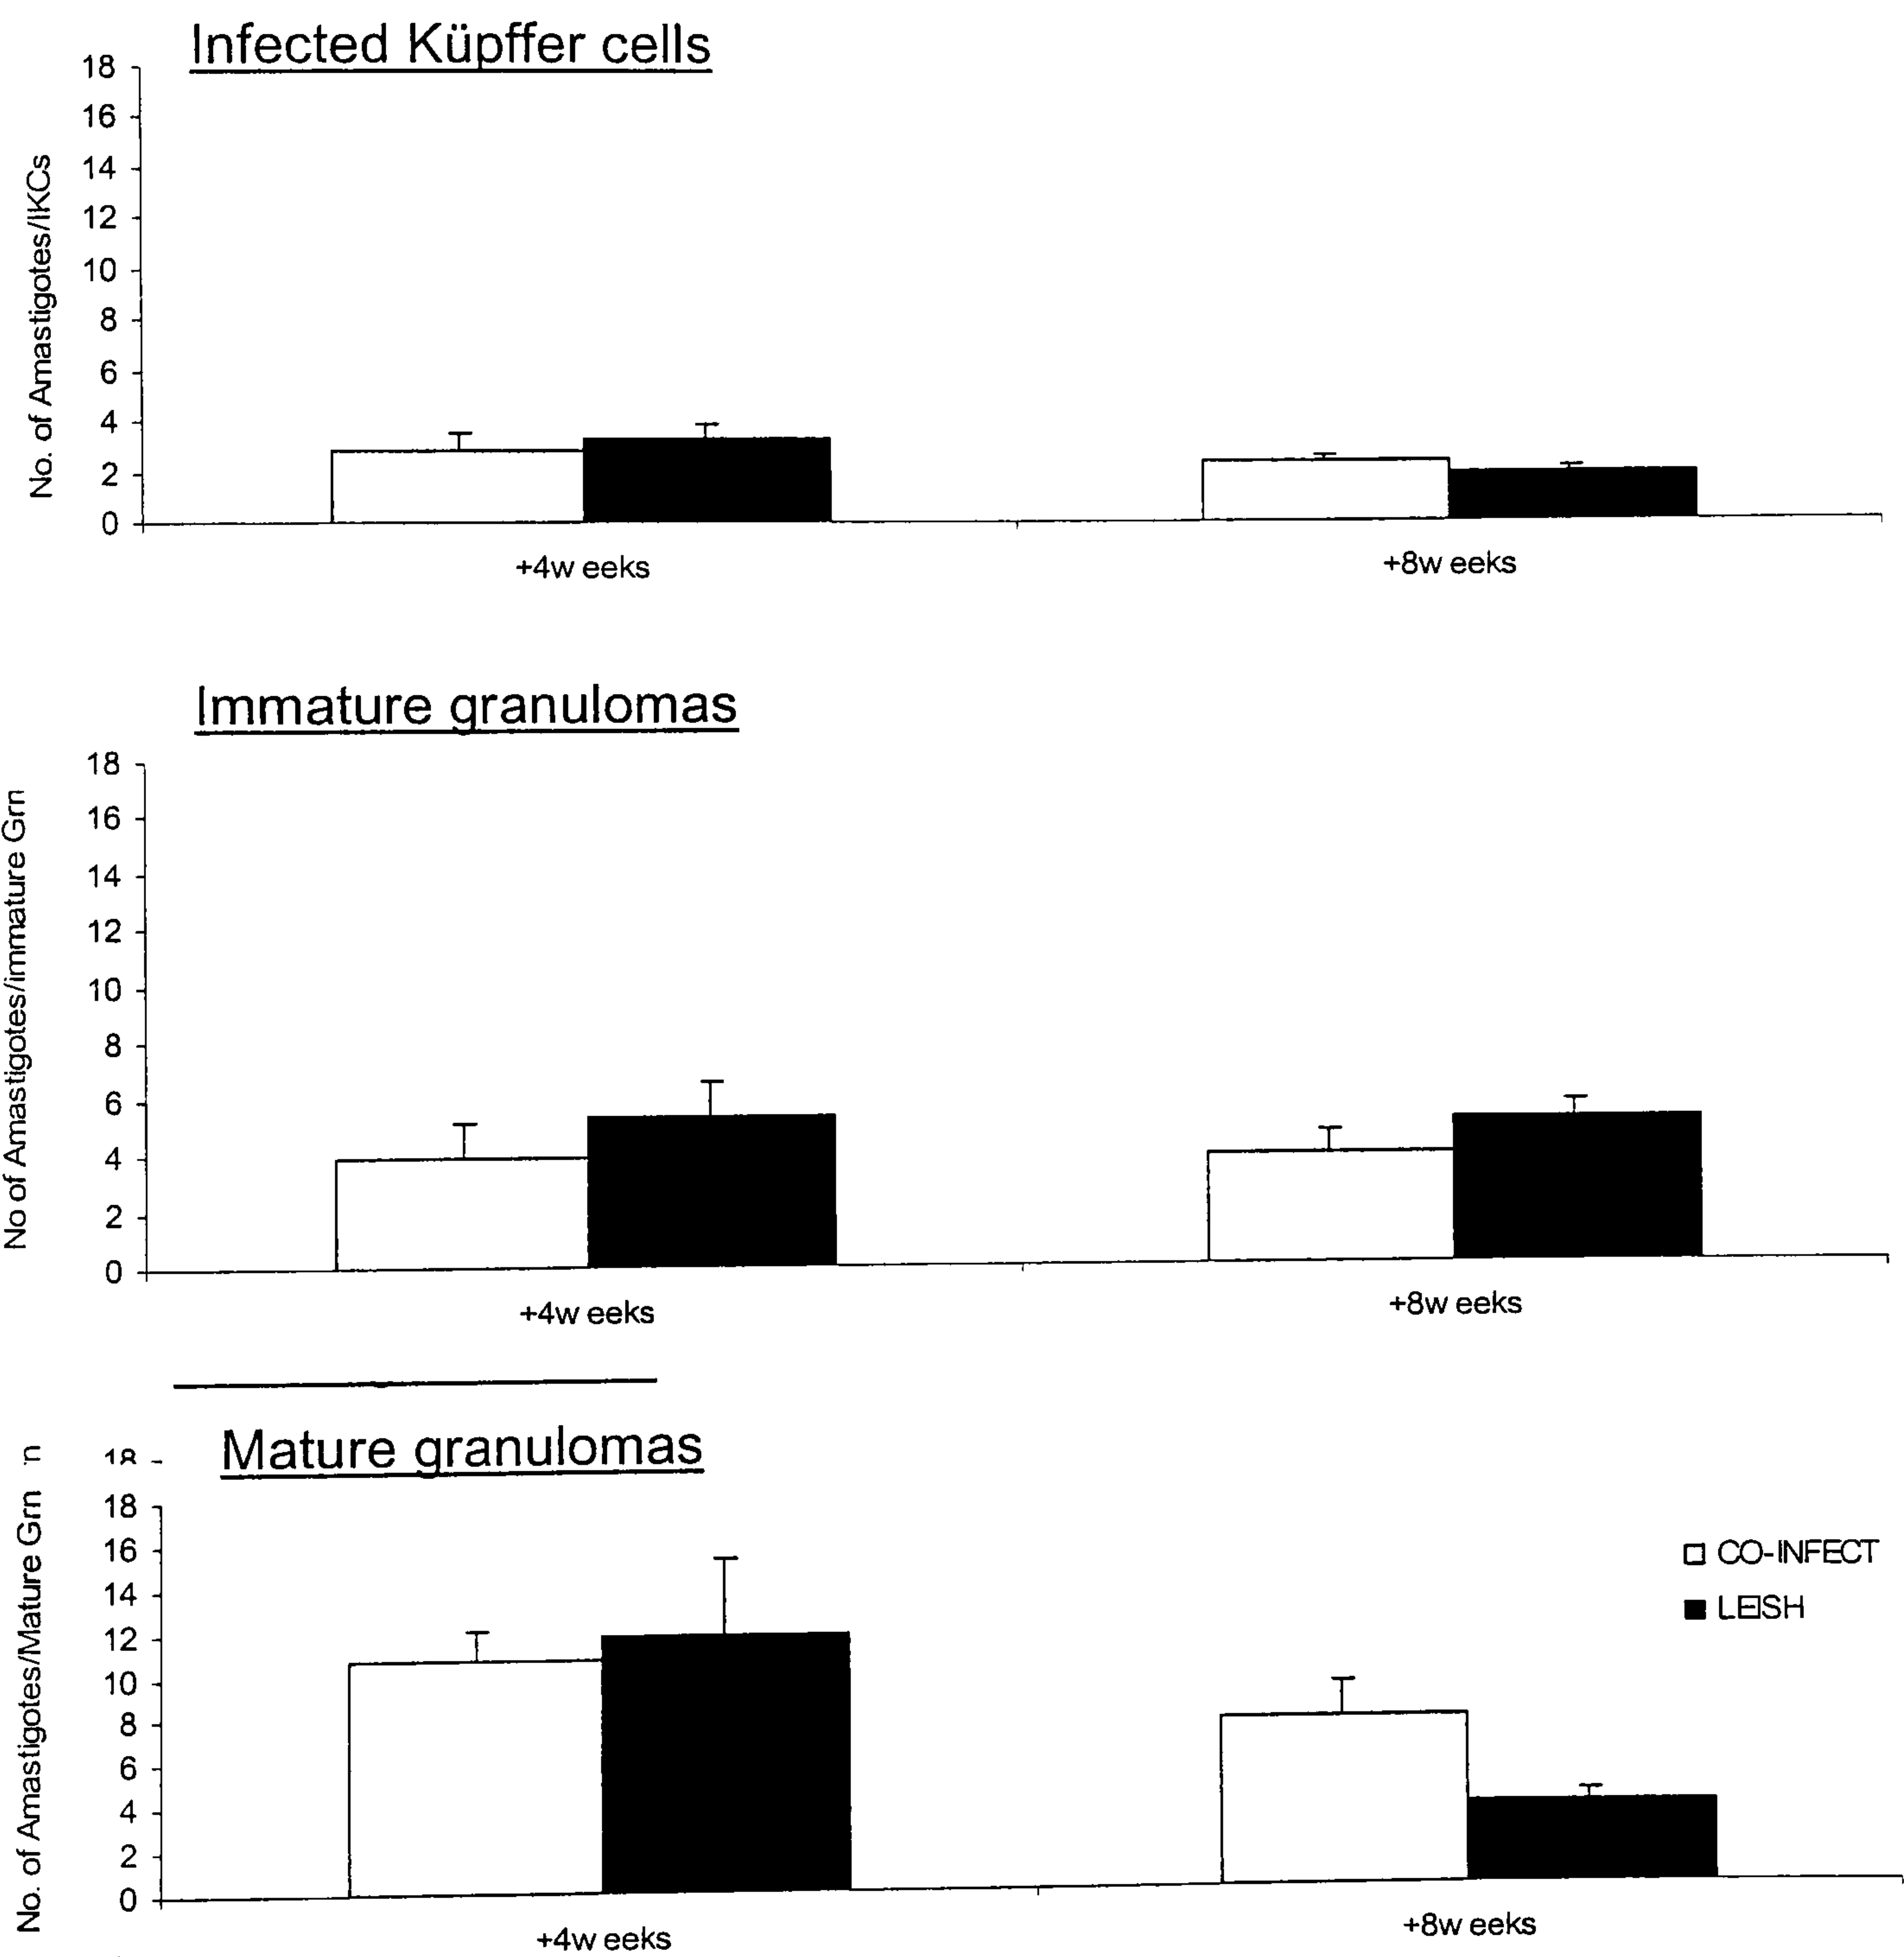 Infected Küpffer cells
No. of Amastigotes/IKCs
18
16
14
12
10
8
6
4
2
0
+4w eeks
+8w eeks
Immature granulomas
No of Amastigotes/immature Grn
18
16
14
12
10
8
6
4
2
0
+4w eeks
+8w eeks
Mature granulomas
No. of Amastigotes/Mature Grn
n
18
18
16
14
12
10
8
6
4
2
0
CO-INFECT
LEISH
+4w eeks
+8w eeks